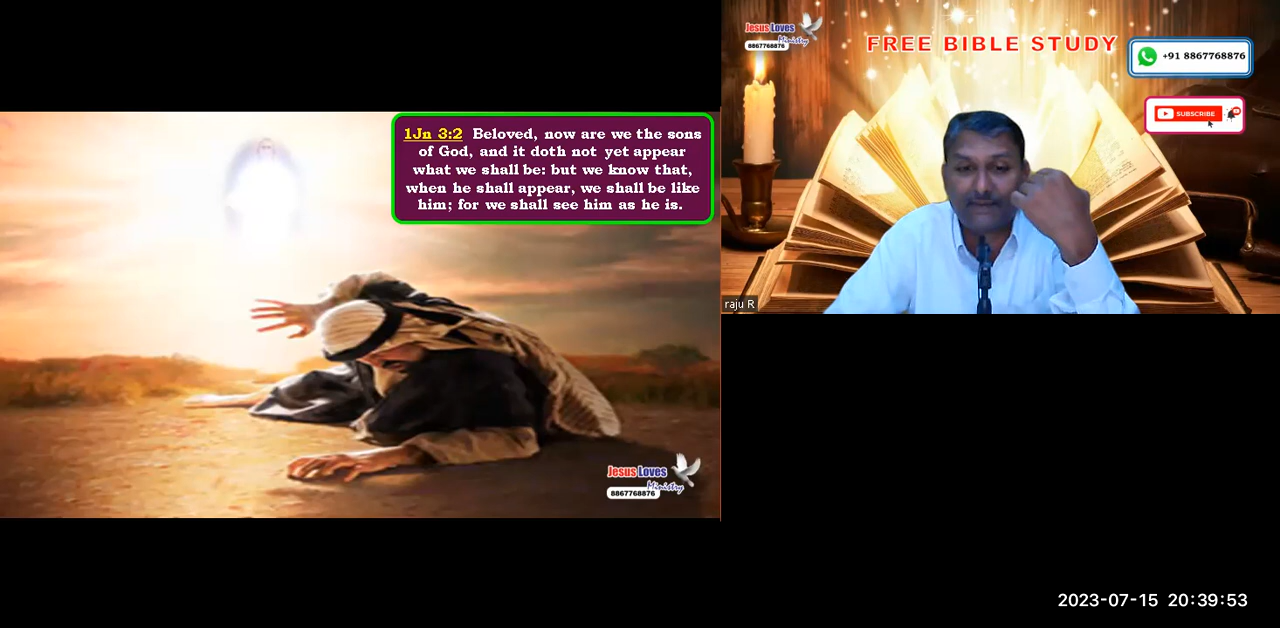 1Jn 3:2 Beloved, now are we the sons
of God, and it doth not yet appear
what we shall be: but we know that,
when he shall appear, we shall be like
him; for we shall see him as he is.
Jesus Loves
Ministry
8867768876
Jesus Loves
Ministry
8867768876
FREE BIBLE STUDY
+91 8867768876
SUBSCRIBE
raju R
2023-07-15 20:39:53